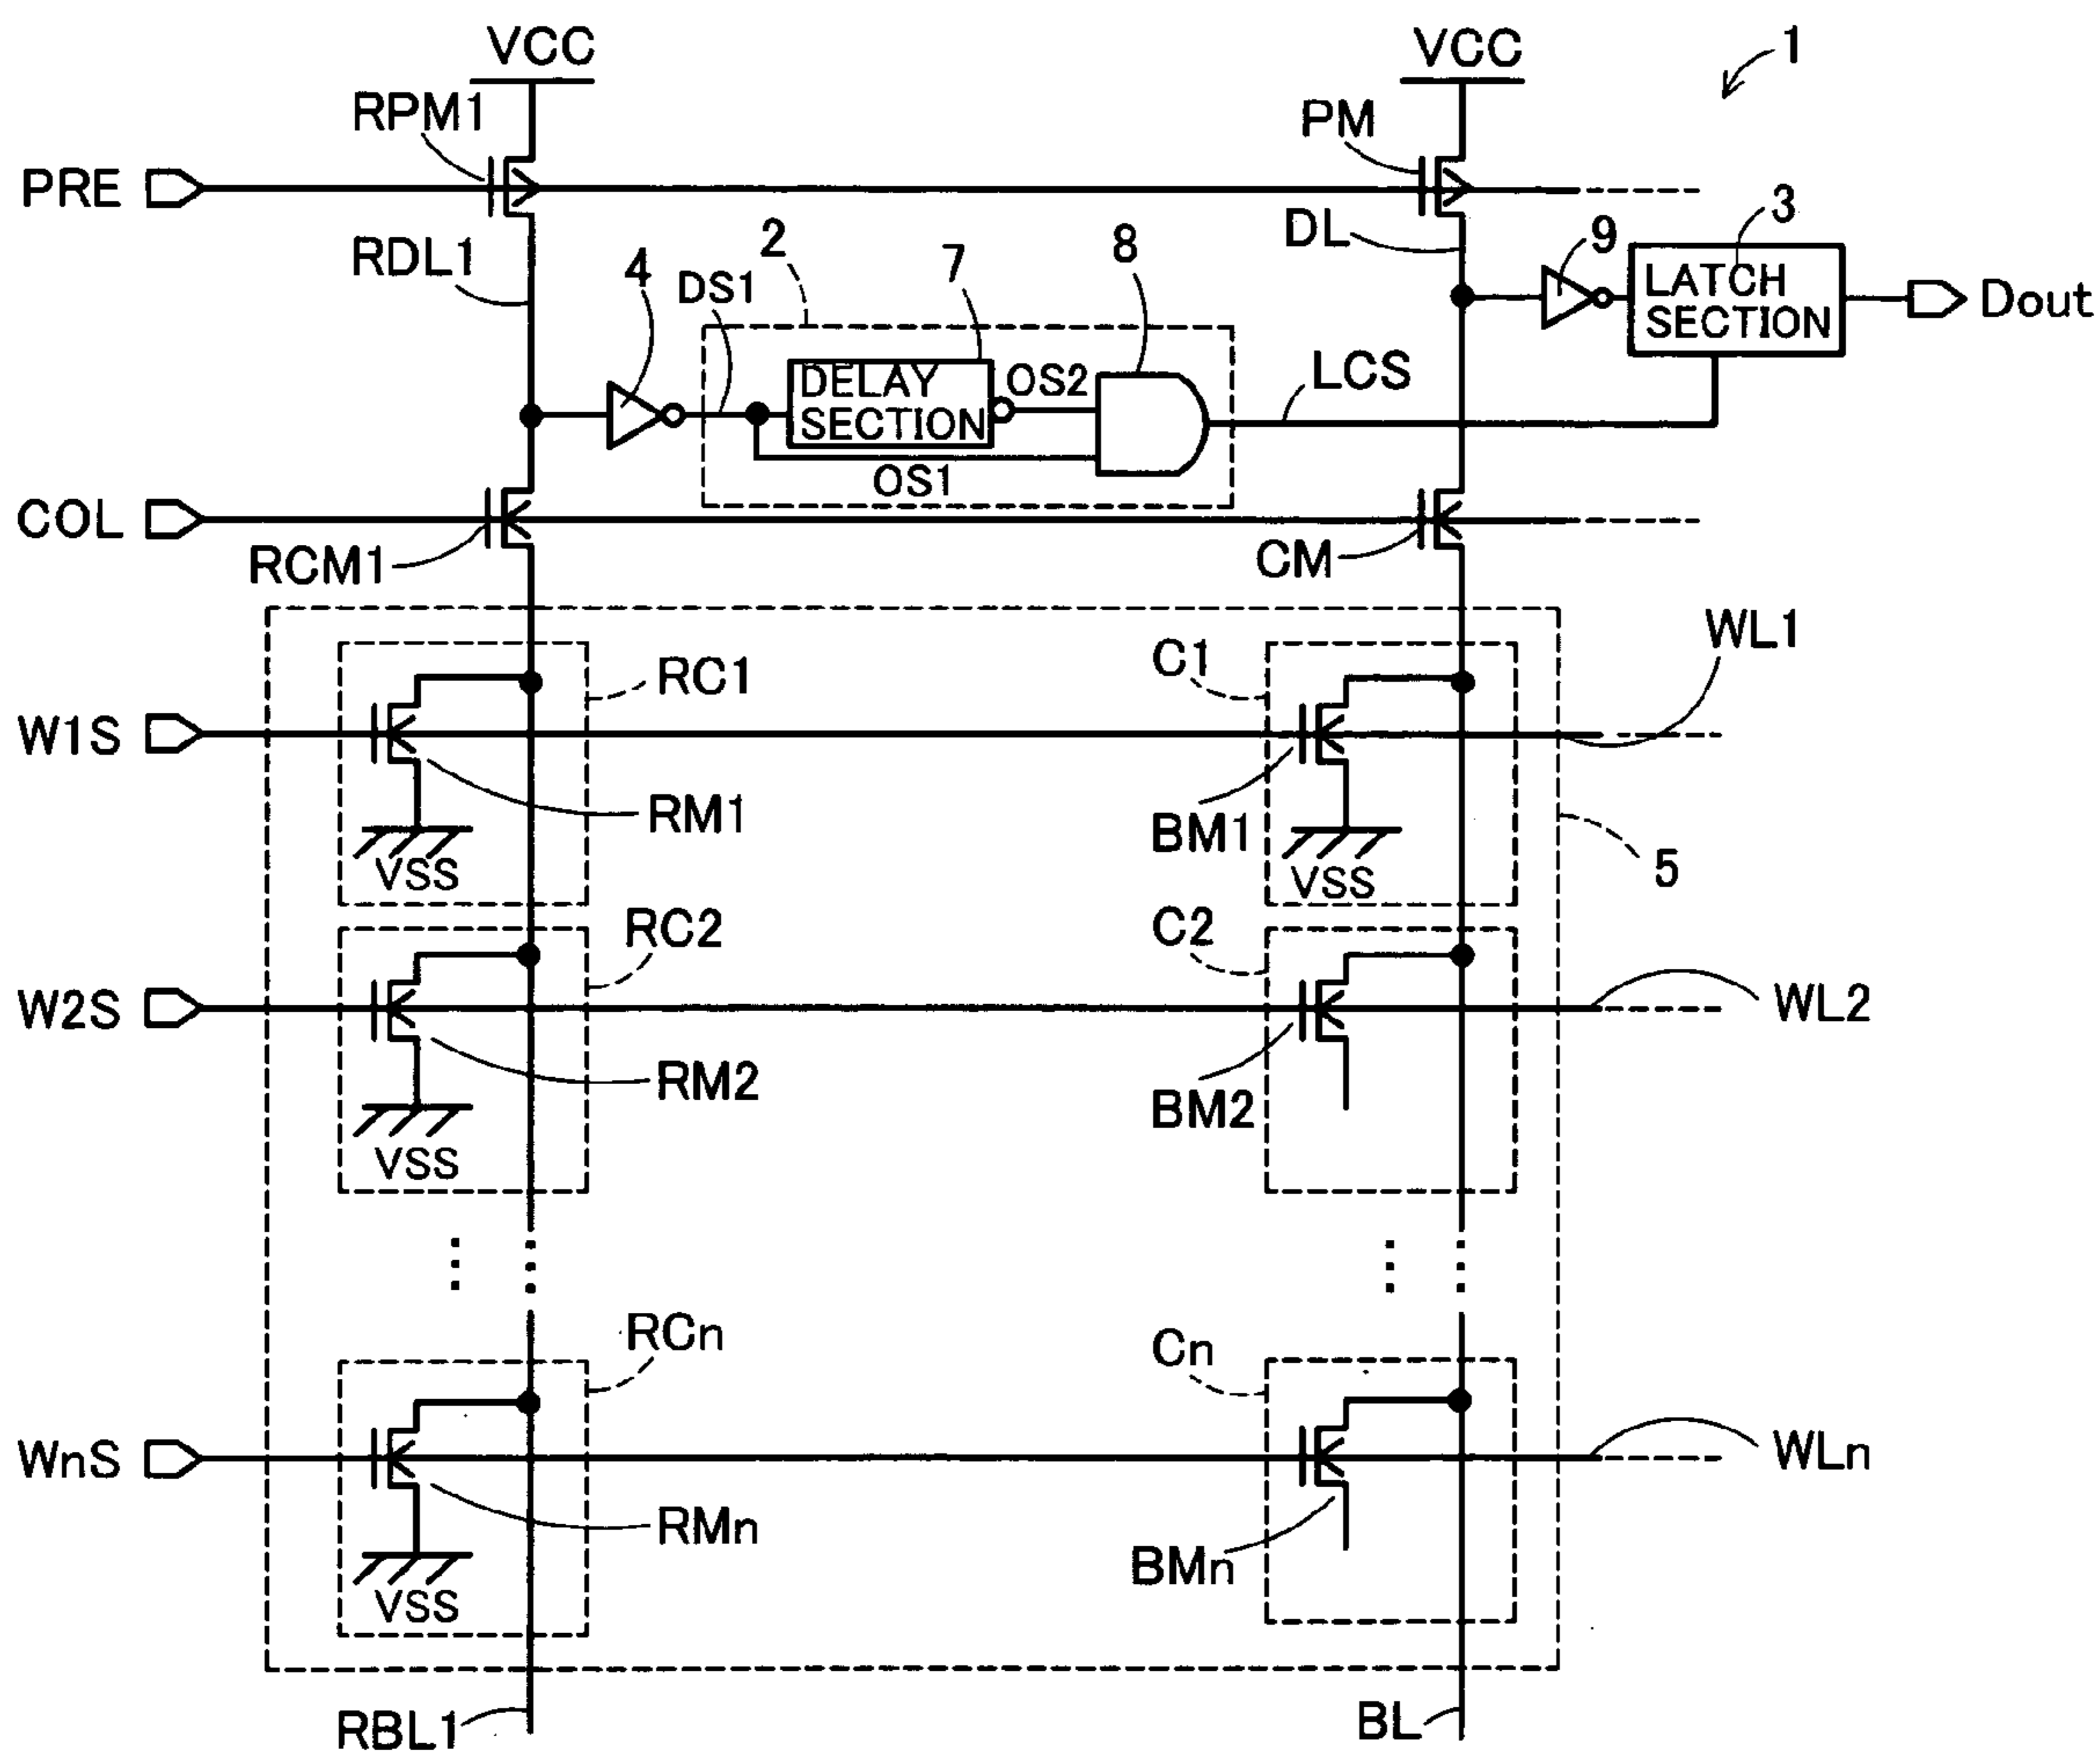 VCC
VCC
1
RPM1
PM
PRE
RDL1
DL
2
7
8
9
3
4
DS1
DELAY
SECTION
OS2
OS1
LCS
LATCH
SECTION
Dout
COL
RCM1
CM
WL1
RC1
C1
W1S
RM1
BM1
VSS
VSS
5
RC2
C2
W2S
WL2
RM2
BM2
VSS
RCn
Cn
WnS
WLn
RMn
BMn
VSS
RBL1
BL